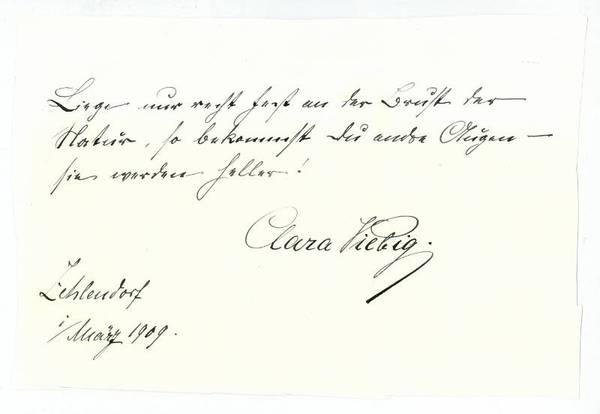 Liege nur recht fest an der Brust der
Natur, so bekommst Du andre Augen –
sie werden heller!
Clara Viebig.
Zehlendorf
i/März 1909.